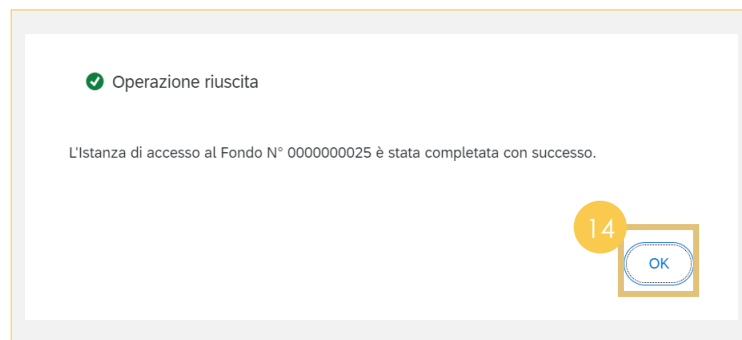 Operazione riuscita
L'Istanza di accesso al Fondo N° 0000000025 è stata completata con successo.
14
OK